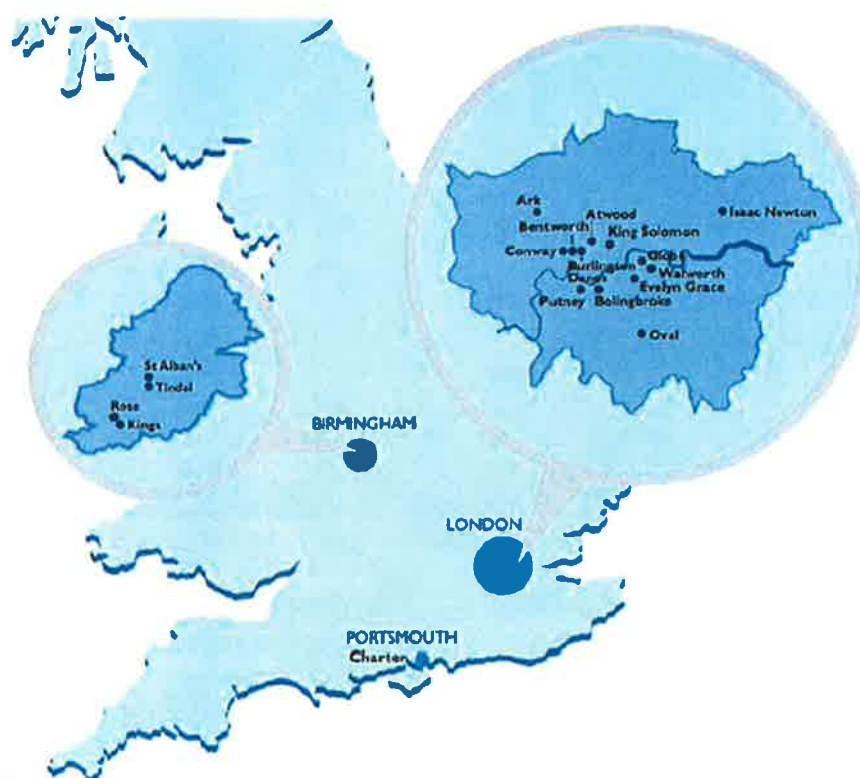 Ark
Isaac Newton
Atwood
Bentworth
King Solomon
Conway
Globe
Burlington
Walworth
Evelyn Grace
Putney
Bolingbroke
Oval
St Alban's
Tindal
Rose
Kings
BIRMINGHAM
LONDON
PORTSMOUTH
Charter